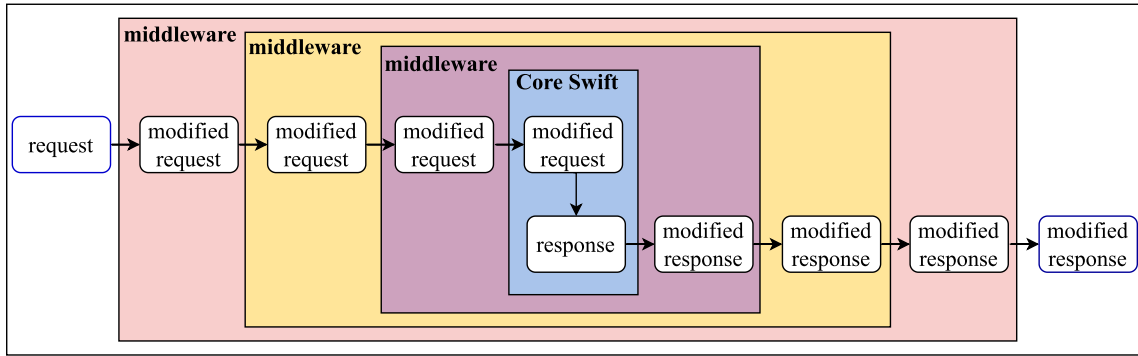 middleware
middleware
middleware
Core Swift
request
modified
request
modified
request
modified
request
modified
request
response
modified
response
modified
response
modified
response
modified
response